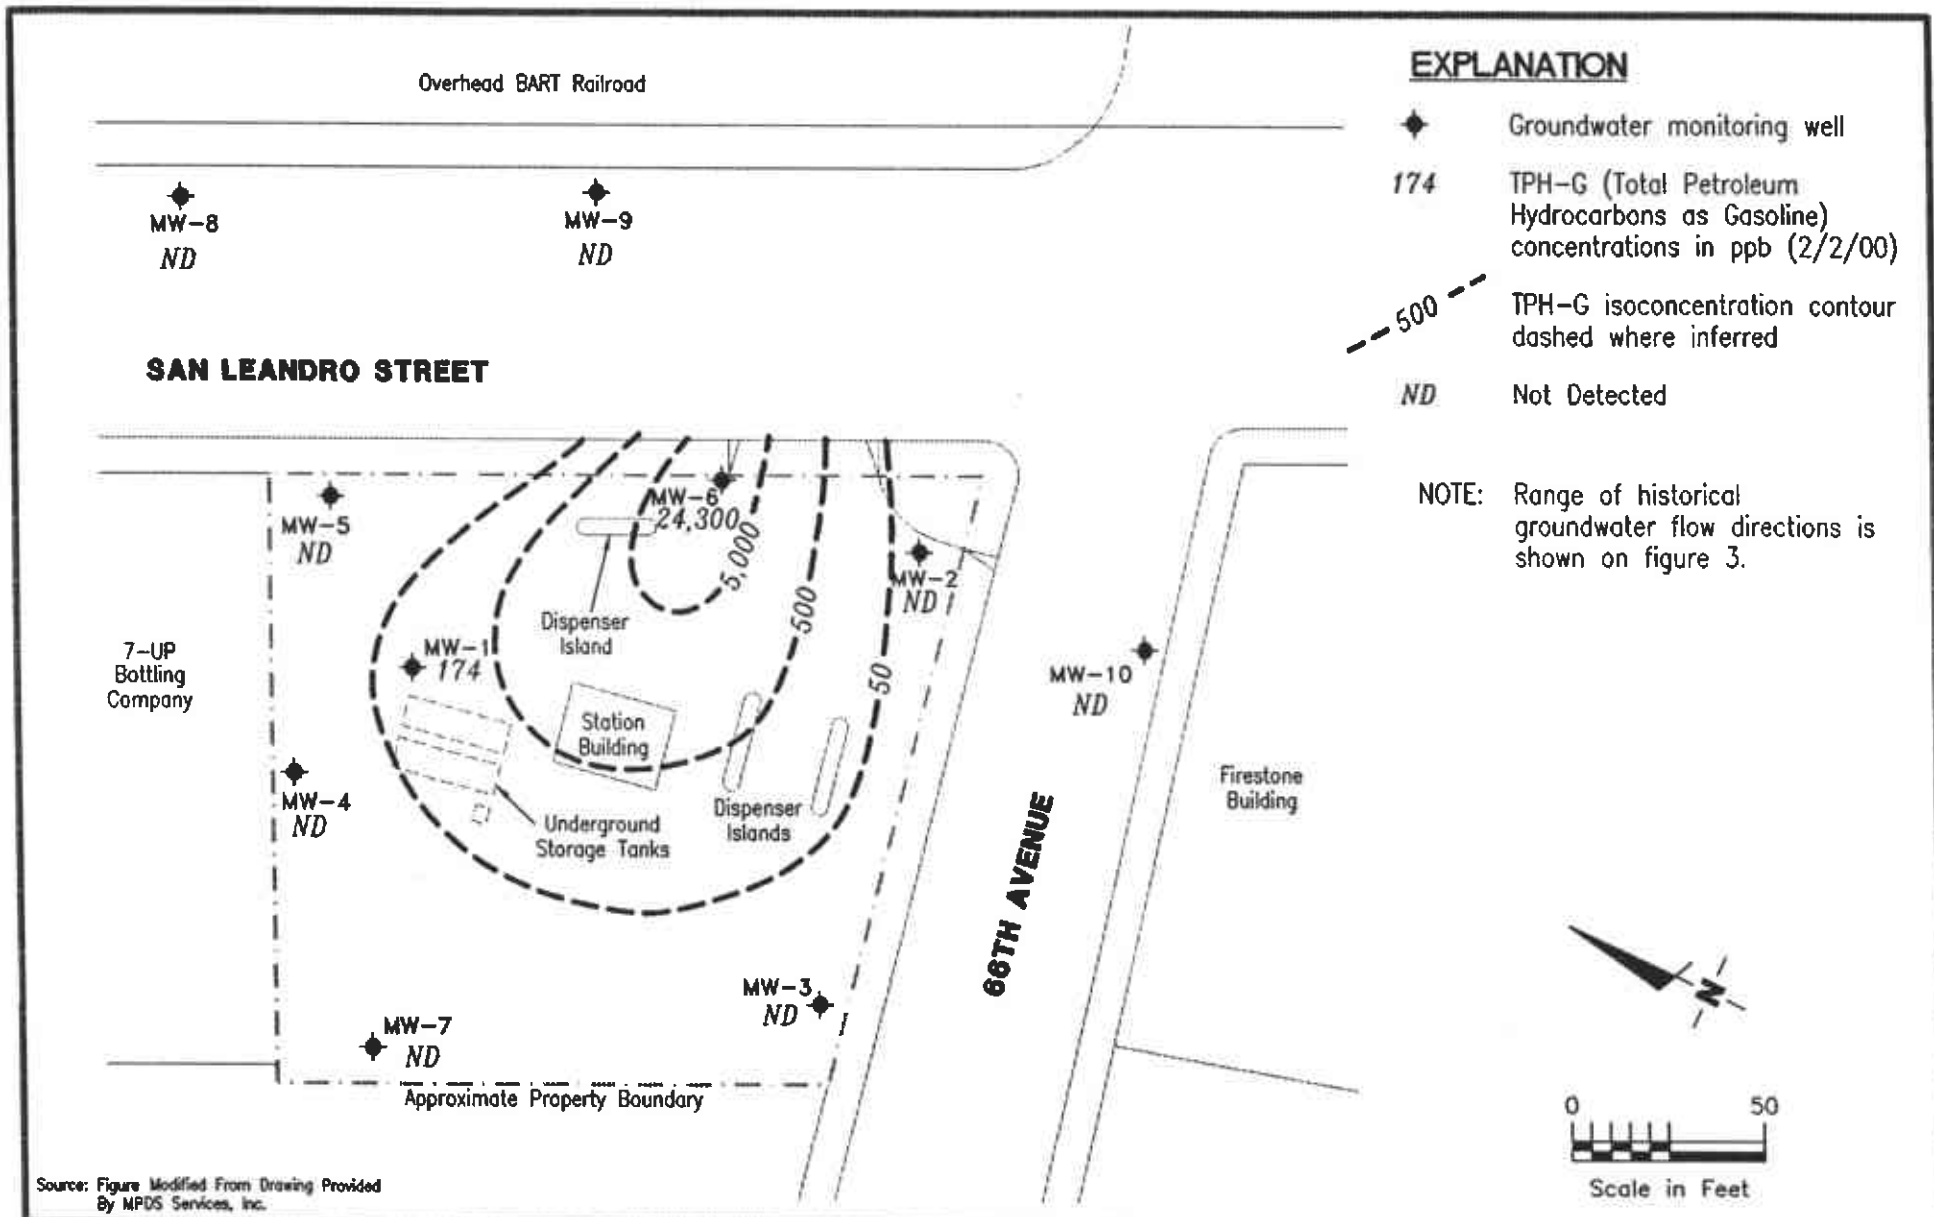 Overhead BART Railroad
MW-8
ND
MW-9
ND
SAN LEANDRO STREET
MW-5
ND
MW-6
24,300
5,000
500
50
MW-2
ND
Dispenser
Island
MW-1
174
7-UP
Bottling
Company
Station
Building
MW-10
ND
MW-4
ND
Underground
Storage Tanks
Dispenser
Islands
Firestone
Building
66TH AVENUE
MW-3
ND
MW-7
ND
Approximate Property Boundary
EXPLANATION
Groundwater monitoring well
174 TPH-G (Total Petroleum
Hydrocarbons as Gasoline)
concentrations in ppb (2/2/00)
500 TPH-G isoconcentration contour
dashed where inferred
ND Not Detected
NOTE: Range of historical
groundwater flow directions is
shown on figure 3.
N
0 50
Scale in Feet
Source: Figure Modified From Drawing Provided
By MPDS Services, Inc.